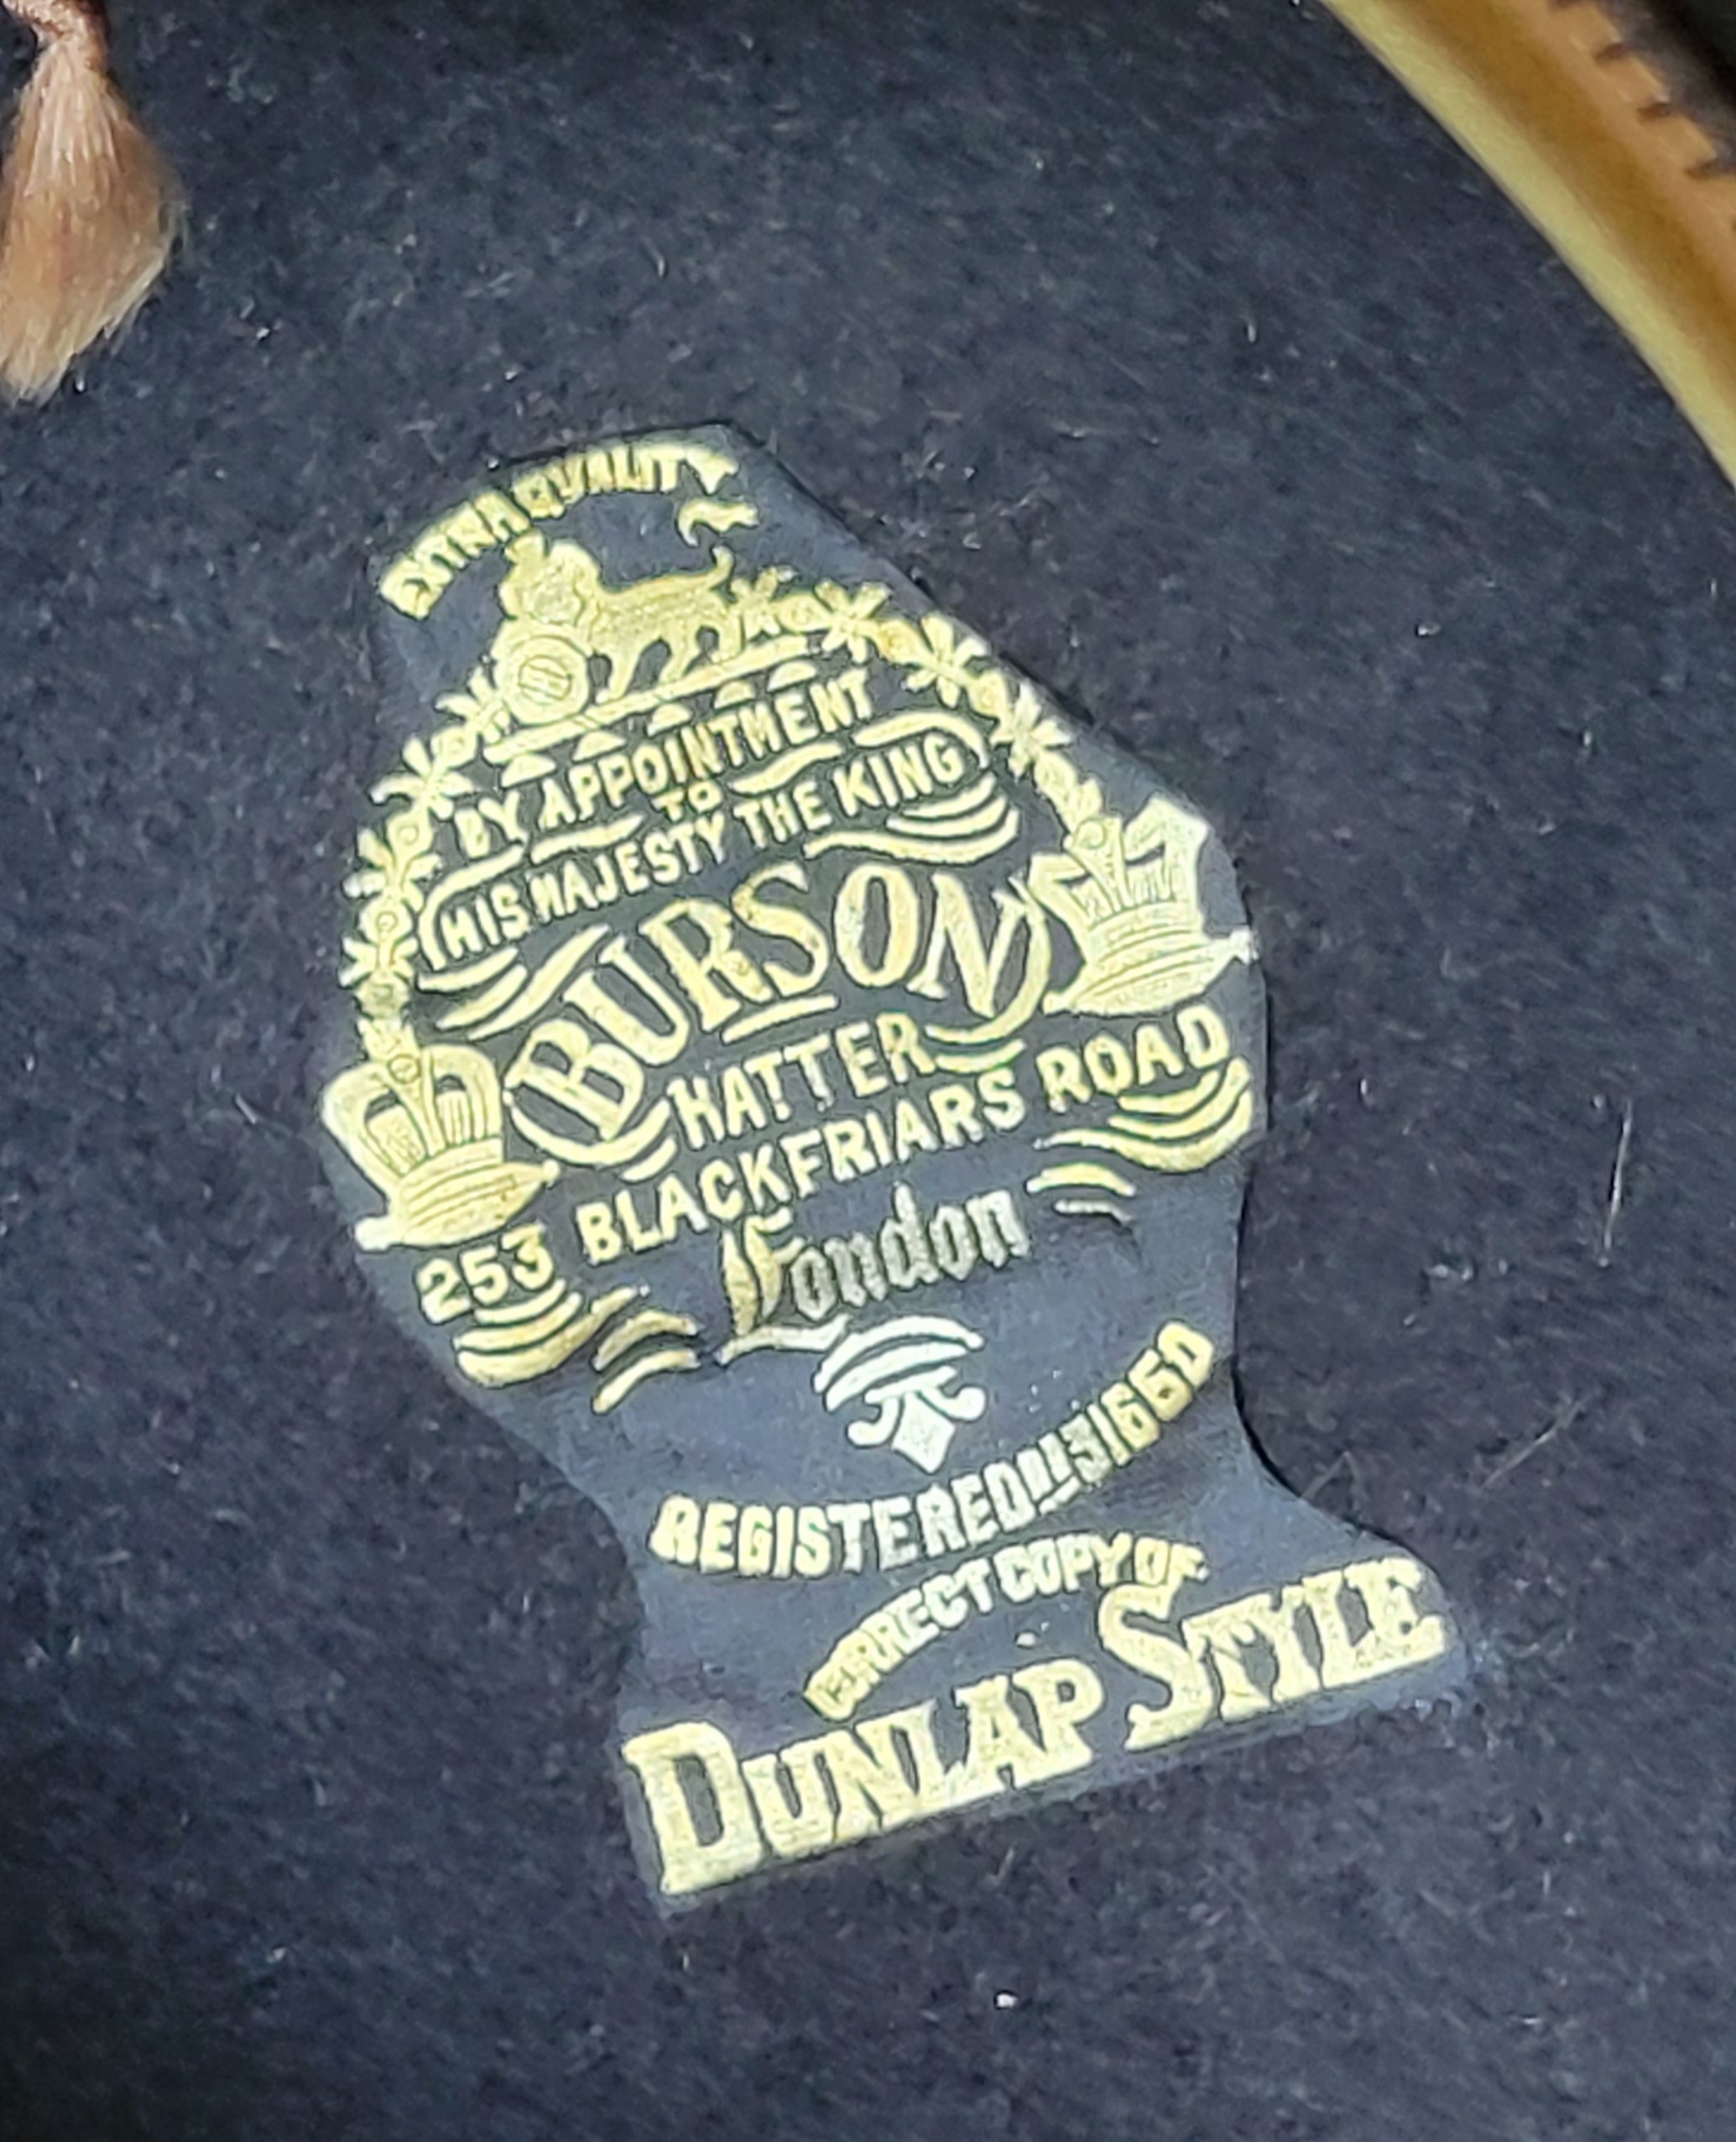 EXTRA QUALITY
BY APPOINTMENT
TO
HIS MAJESTY THE KING
BURSON
HATTER
253 BLACKFRIARS ROAD
London
REGISTERED
CORRECT COPY OF
DUNLAP STYLE